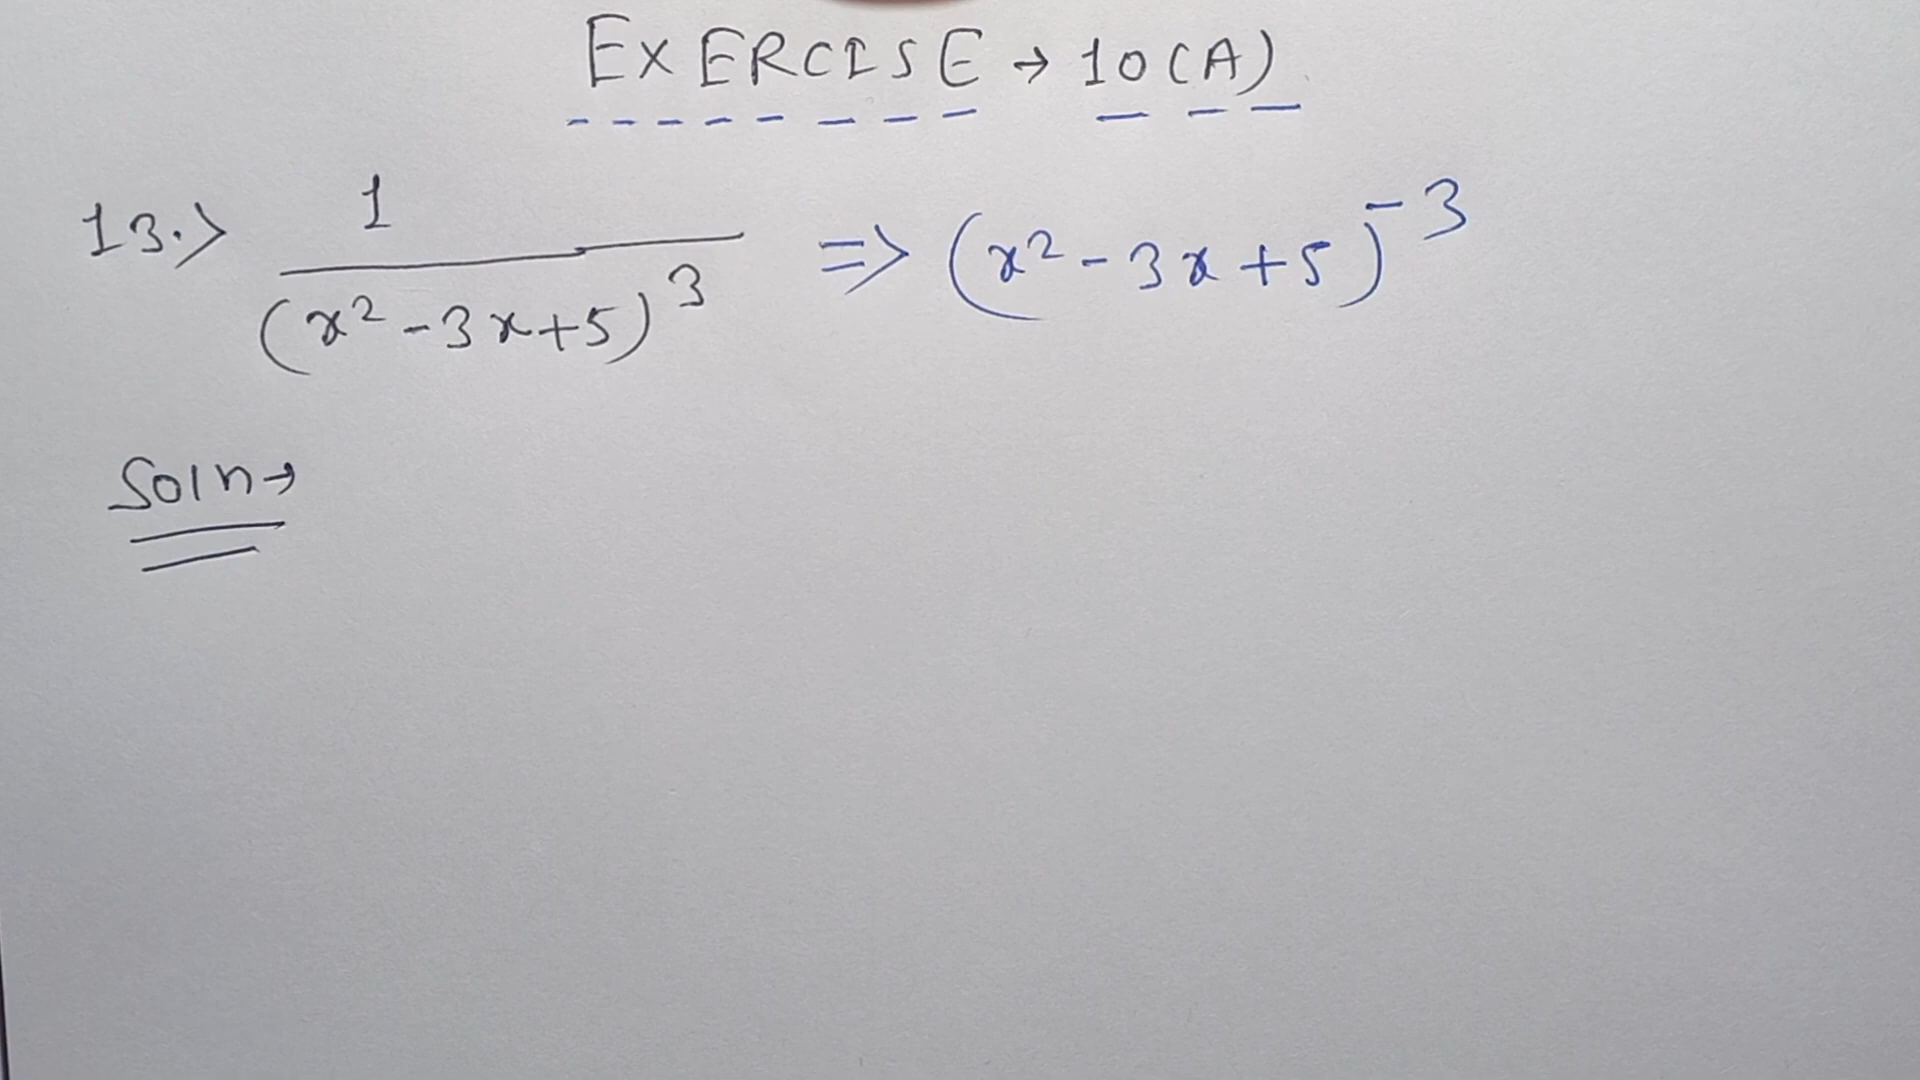 EXERCISE → 10(A)
13.> 1/(x² - 3x + 5)³ => (x² - 3x + 5)⁻³
Soln →